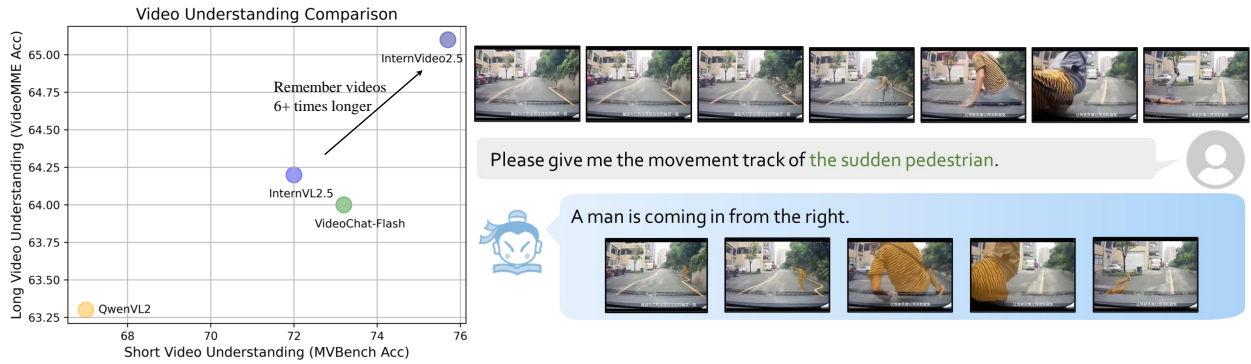 Video Understanding Comparison
Long Video Understanding (VideoMME Acc)
65.00
64.75
64.50
64.25
64.00
63.75
63.50
63.25
InternVideo2.5
Remember videos
6+ times longer
InternVL2.5
VideoChat-Flash
QwenVL2
68
70
72
74
76
Short Video Understanding (MVBench Acc)
Please give me the movement track of the sudden pedestrian.
A man is coming in from the right.